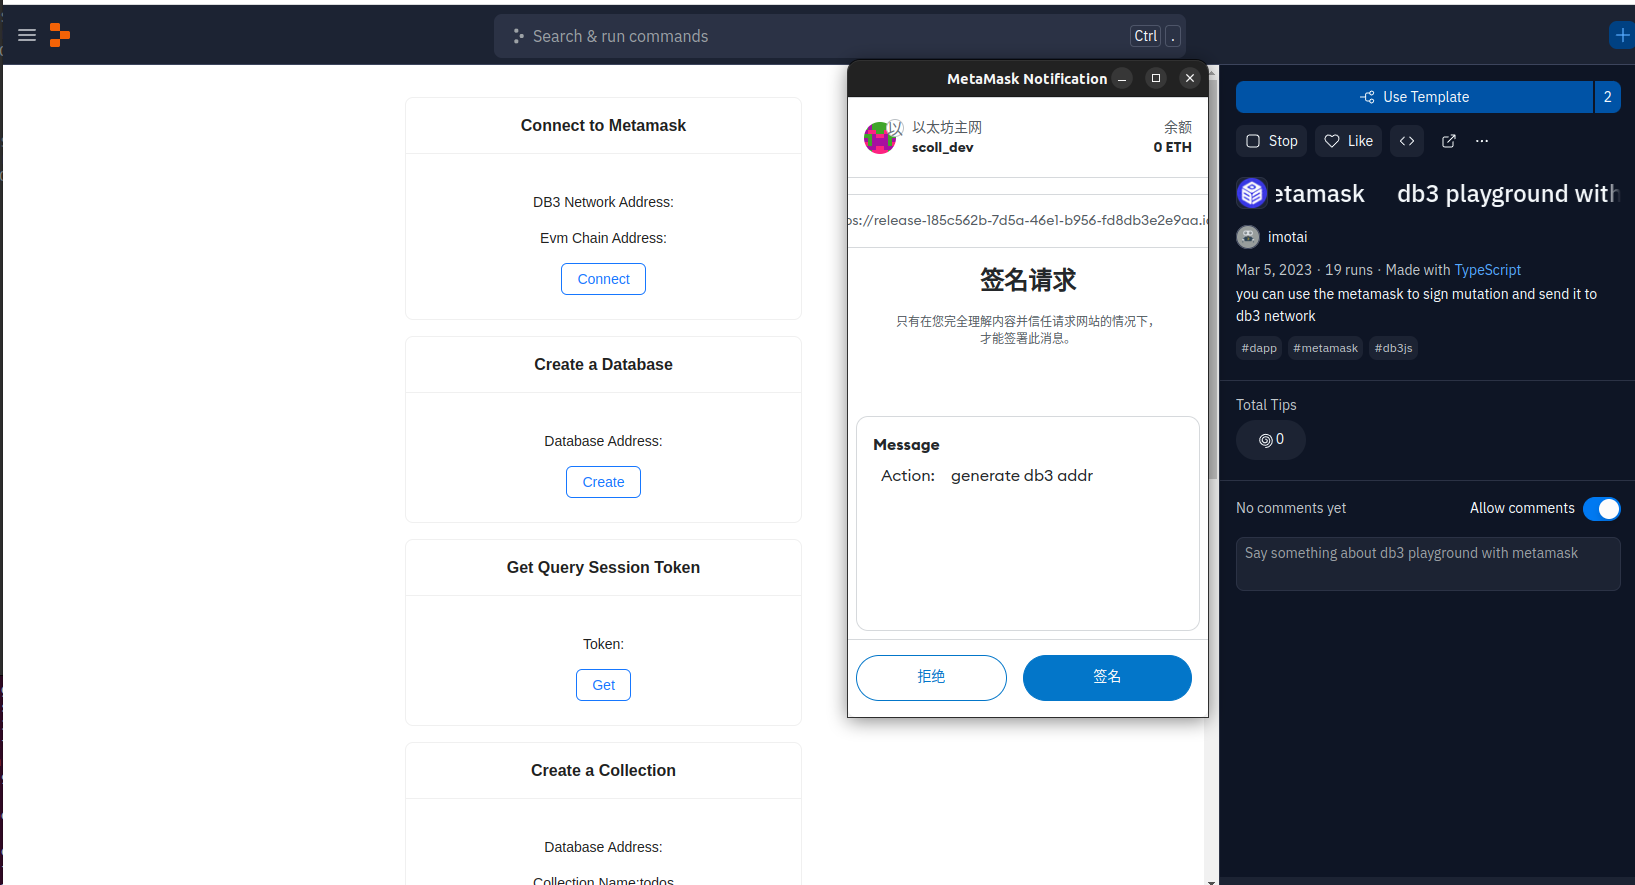 Search & run commands
Ctrl .
Connect to Metamask
DB3 Network Address:
Evm Chain Address:
Connect
Create a Database
Database Address:
Create
Get Query Session Token
Token:
Get
Create a Collection
Database Address:
Collection Name:todos
MetaMask Notification
以 以太坊主网
余额
scoll_dev
0 ETH
ps://release-185c562b-7d5a-46e1-b956-fd8db3e2e9aa.i
签名请求
只有在您完全理解内容并信任请求网站的情况下，
才能签署此消息。
Message
Action: generate db3 addr
拒绝
签名
Use Template
2
Stop
Like
etamask db3 playground with
imotai
Mar 5, 2023 · 19 runs · Made with TypeScript
you can use the metamask to sign mutation and send it to
db3 network
#dapp #metamask #db3js
Total Tips
0
No comments yet
Allow comments
Say something about db3 playground with metamask